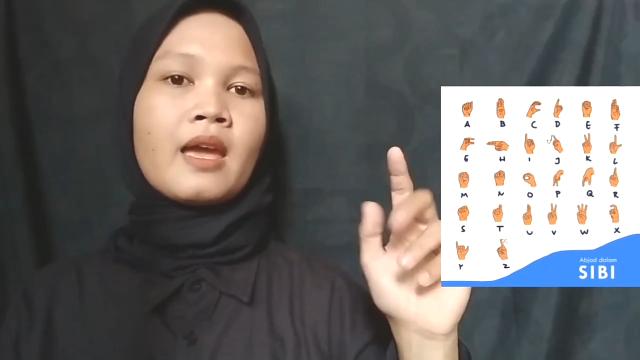 A B C D E F
G H I J K L
M N O P Q R
S T U V W X
Y Z
Abjad dalam
SIBI